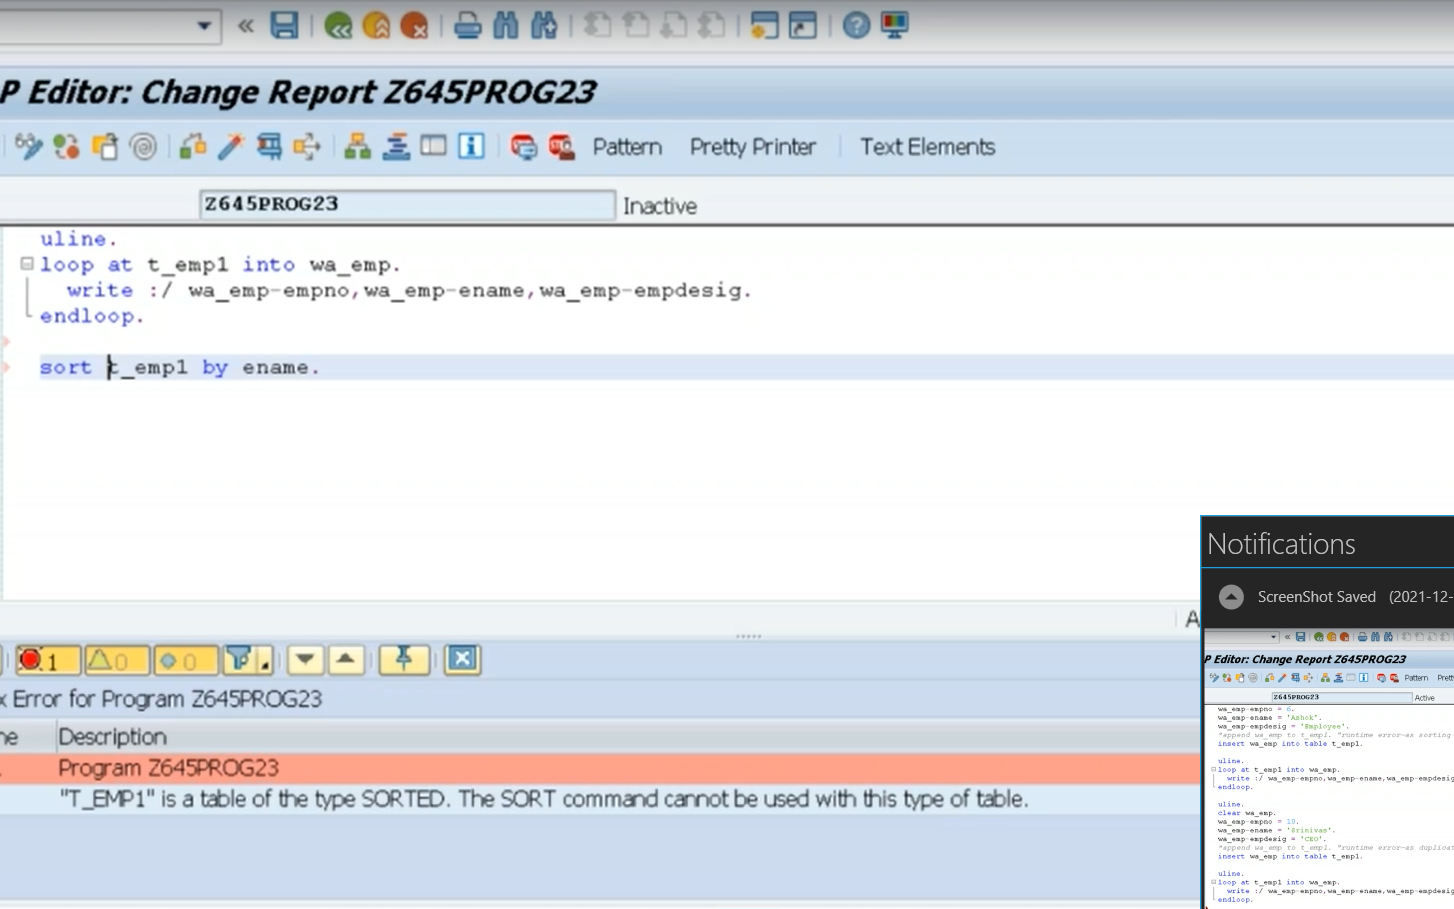 P Editor: Change Report Z645PROG23
Pattern Pretty Printer Text Elements
Z645PROG23 Inactive
uline.
loop at t_emp1 into wa_emp.
write :/ wa_emp-empno,wa_emp-ename,wa_emp-empdesig.
endloop.
sort t_emp1 by ename.
A
1 0 0
x Error for Program Z645PROG23
ne Description
Program Z645PROG23
"T_EMP1" is a table of the type SORTED. The SORT command cannot be used with this type of table.
Notifications
ScreenShot Saved (2021-12-
P Editor: Change Report Z645PROG23
Pattern Prett
Z645PROG23 Active
wa_emp-empno = 6.
wa_emp-ename = 'Ashok'.
wa_emp-empdesig = 'Employee'.
*append wa_emp to t_emp1. "runtime error-as sorting
insert wa_emp into table t_emp1.
uline.
loop at t_emp1 into wa_emp.
write :/ wa_emp-empno,wa_emp-ename,wa_emp-empdesig
endloop.
uline.
clear wa_emp.
wa_emp-empno = 10.
wa_emp-ename = 'Srinivas'.
wa_emp-empdesig = 'CEO'.
*append wa_emp to t_emp1. "runtime error-as duplicat
insert wa_emp into table t_emp1.
uline.
loop at t_emp1 into wa_emp.
write :/ wa_emp-empno,wa_emp-ename,wa_emp-empdesig
endloop.